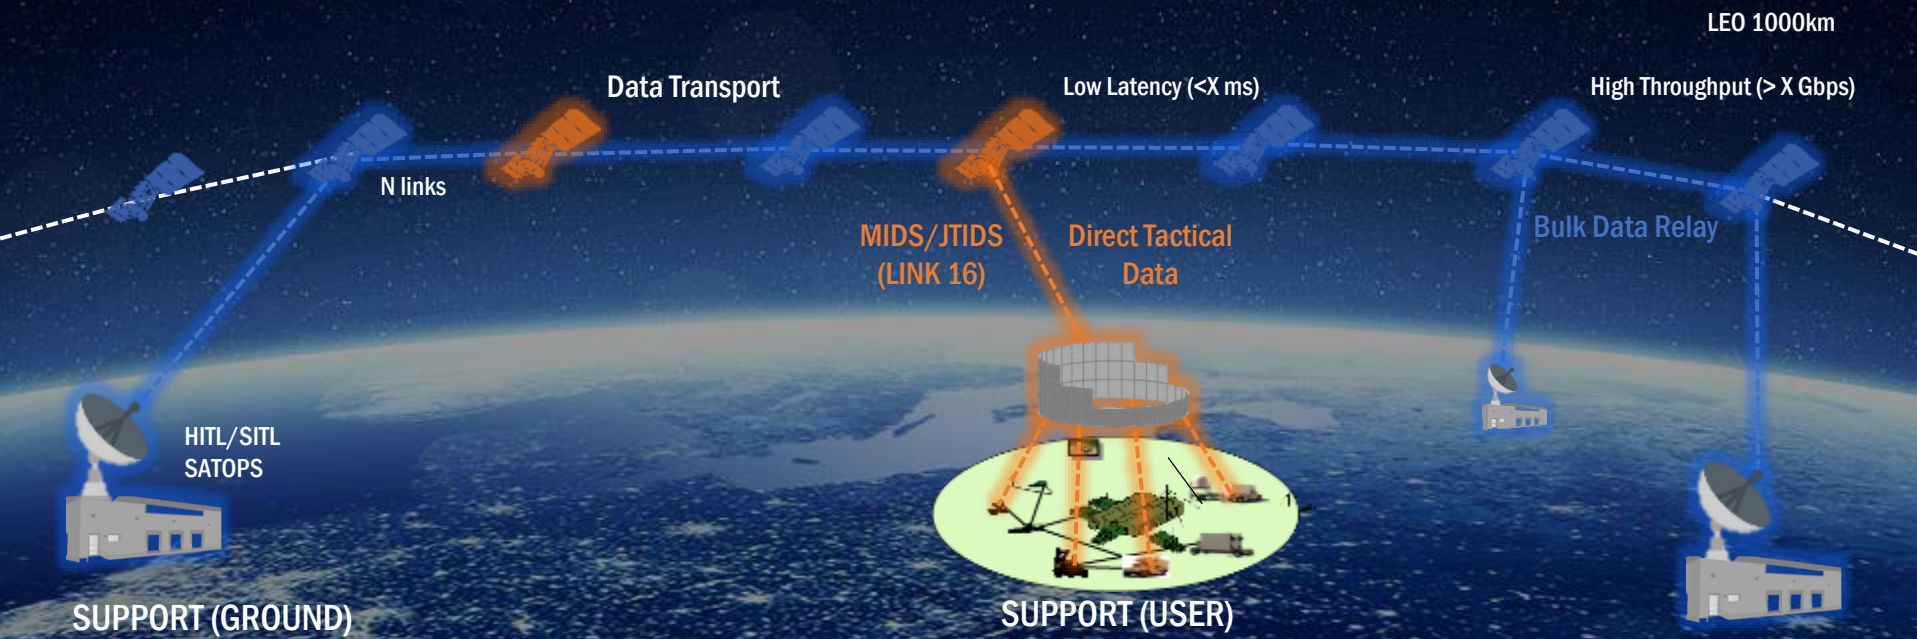 LEO 1000km
Data Transport
Low Latency (<X ms)
High Throughput (> X Gbps)
N links
MIDS/JTIDS
(LINK 16)
Direct Tactical
Data
Bulk Data Relay
HITL/SITL
SATOPS
1
SUPPORT (GROUND)
SUPPORT (USER)